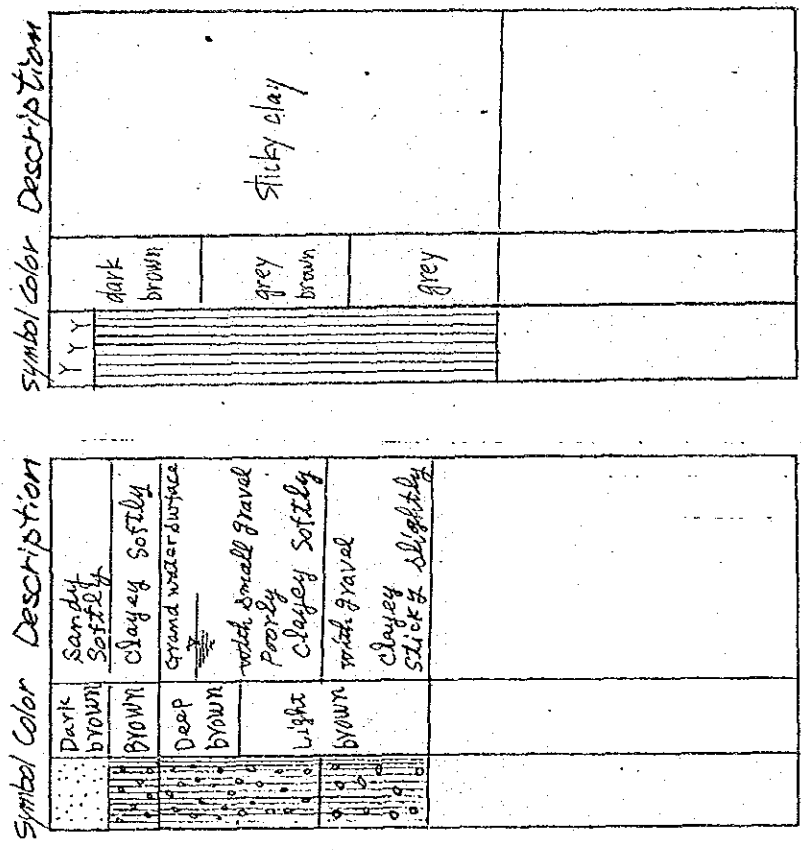 Symbol Color Description
Dark
brown
Sandy
Softly
BROWN
Clayey Softly
Deep
brown
Grand water surface
Light
brown
with small gravel
Poorly
Clayey Softly
with gravel
Clayey
Sticky slightly
Symbol Color Description
Y Y Y Y
dark
brown
grey
brown
grey
Sticky clay